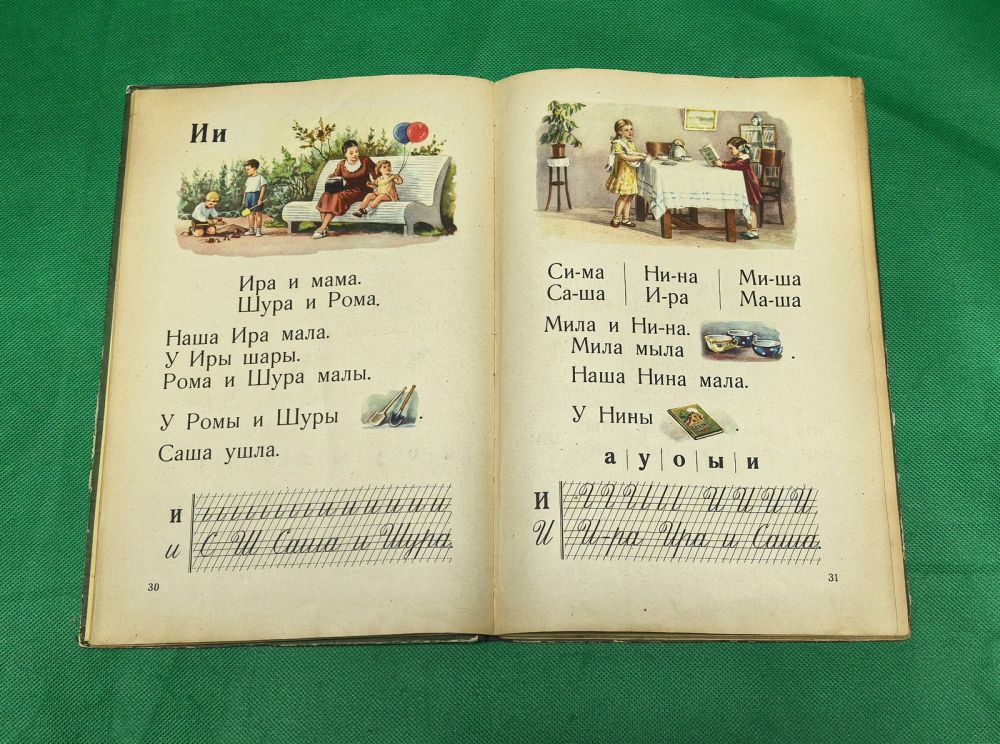 Ии
Ира и мама.
Шура и Рома.
Наша Ира мала.
У Иры шары.
Рома и Шура малы.
У Ромы и Шуры .
Саша ушла.
и
и С Ш Саша и Шура.
30
Си-ма | Ни-на | Ми-ша
Са-ша | И-ра | Ма-ша
Мила и Ни-на.
Мила мыла .
Наша Нина мала.
У Нины .
а | у | о | ы | и
И И И И И
И И-ра Ира и Саша.
31